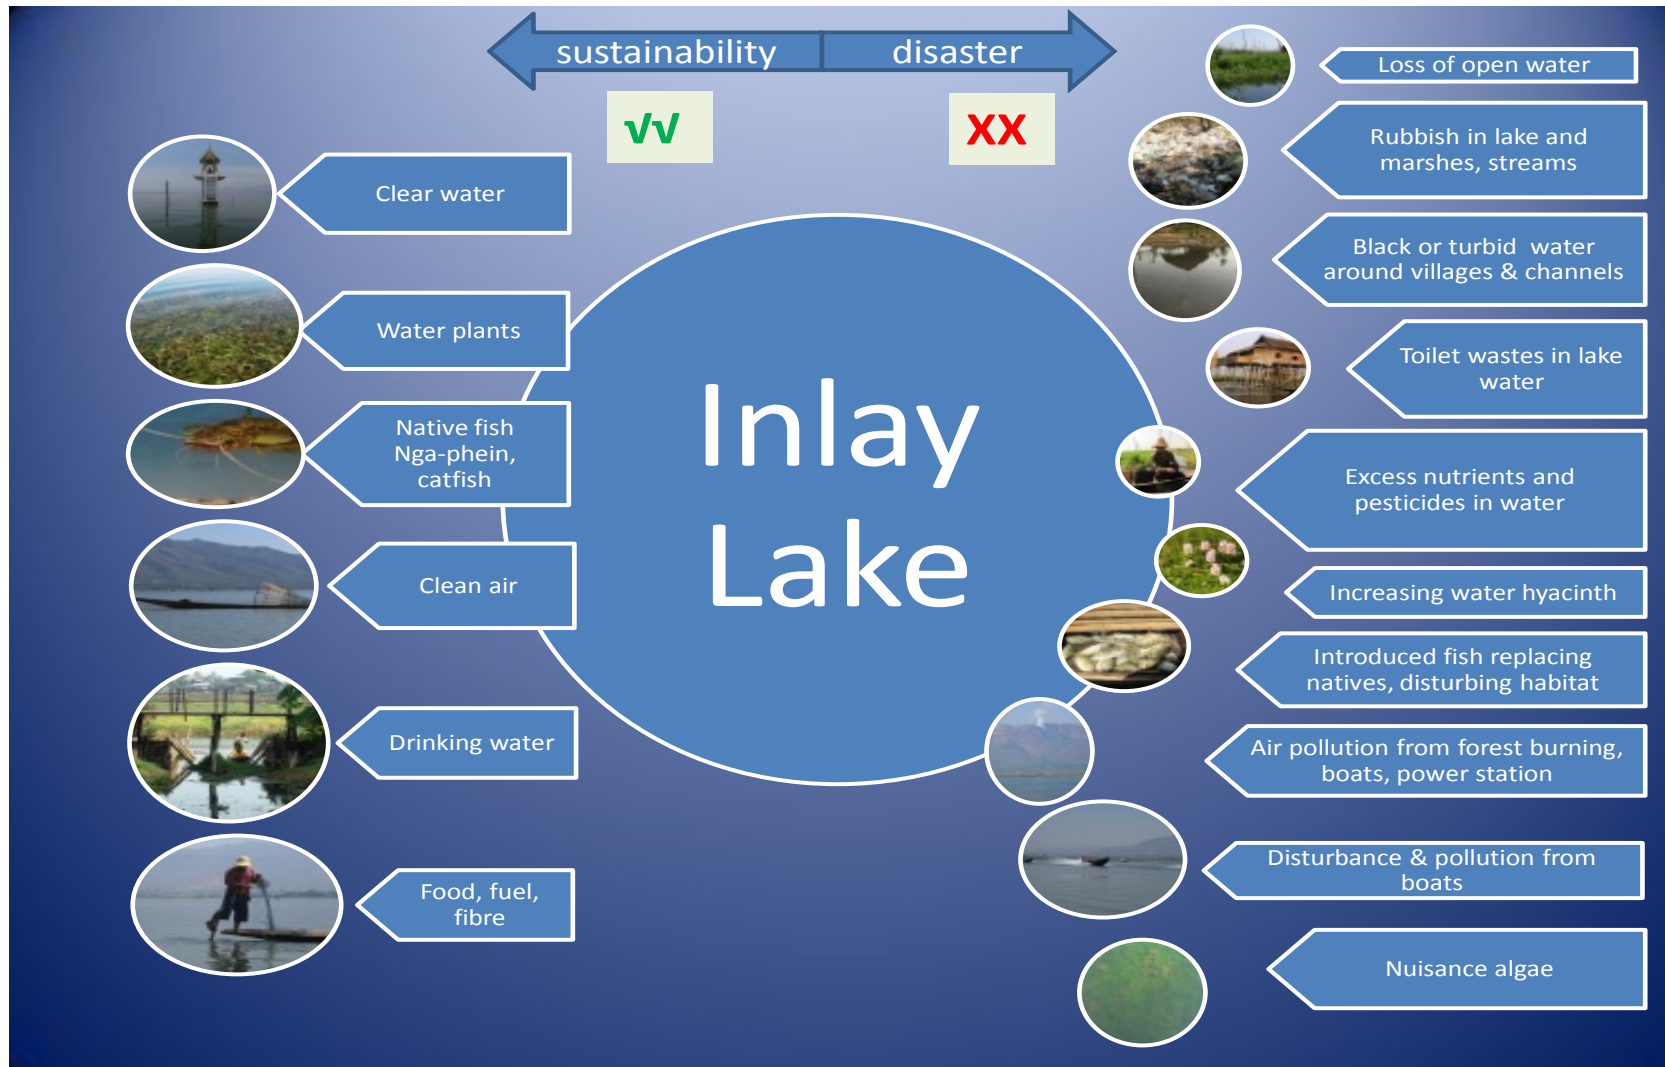 sustainability
disaster
√√
XX
Clear water
Water plants
Native fish
Nga-phein,
catfish
Clean air
Drinking water
Food, fuel,
fibre
Inlay
Lake
Loss of open water
Rubbish in lake and
marshes, streams
Black or turbid  water
around villages & channels
Toilet wastes in lake
water
Excess nutrients and
pesticides in water
Increasing water hyacinth
Introduced fish replacing
natives, disturbing habitat
Air pollution from forest burning,
boats, power station
Disturbance & pollution from
boats
Nuisance algae